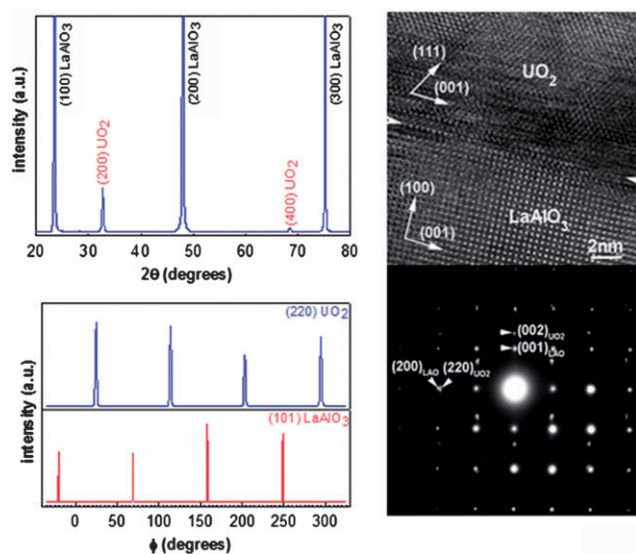 intensity (a.u.)
(100) LaAlO3
(200) UO2
(200) LaAlO3
(400) UO2
(300) LaAlO3
20 30 40 50 60 70 80
2θ (degrees)
intensity (a.u.)
(220) UO2
(101) LaAlO3
0 50 100 150 200 250 300
ϕ (degrees)
(111)
(001)
UO2
(100)
(001)
LaAlO3
2nm
(002)UO2
(001)LAO
(200)LAO (220)UO2